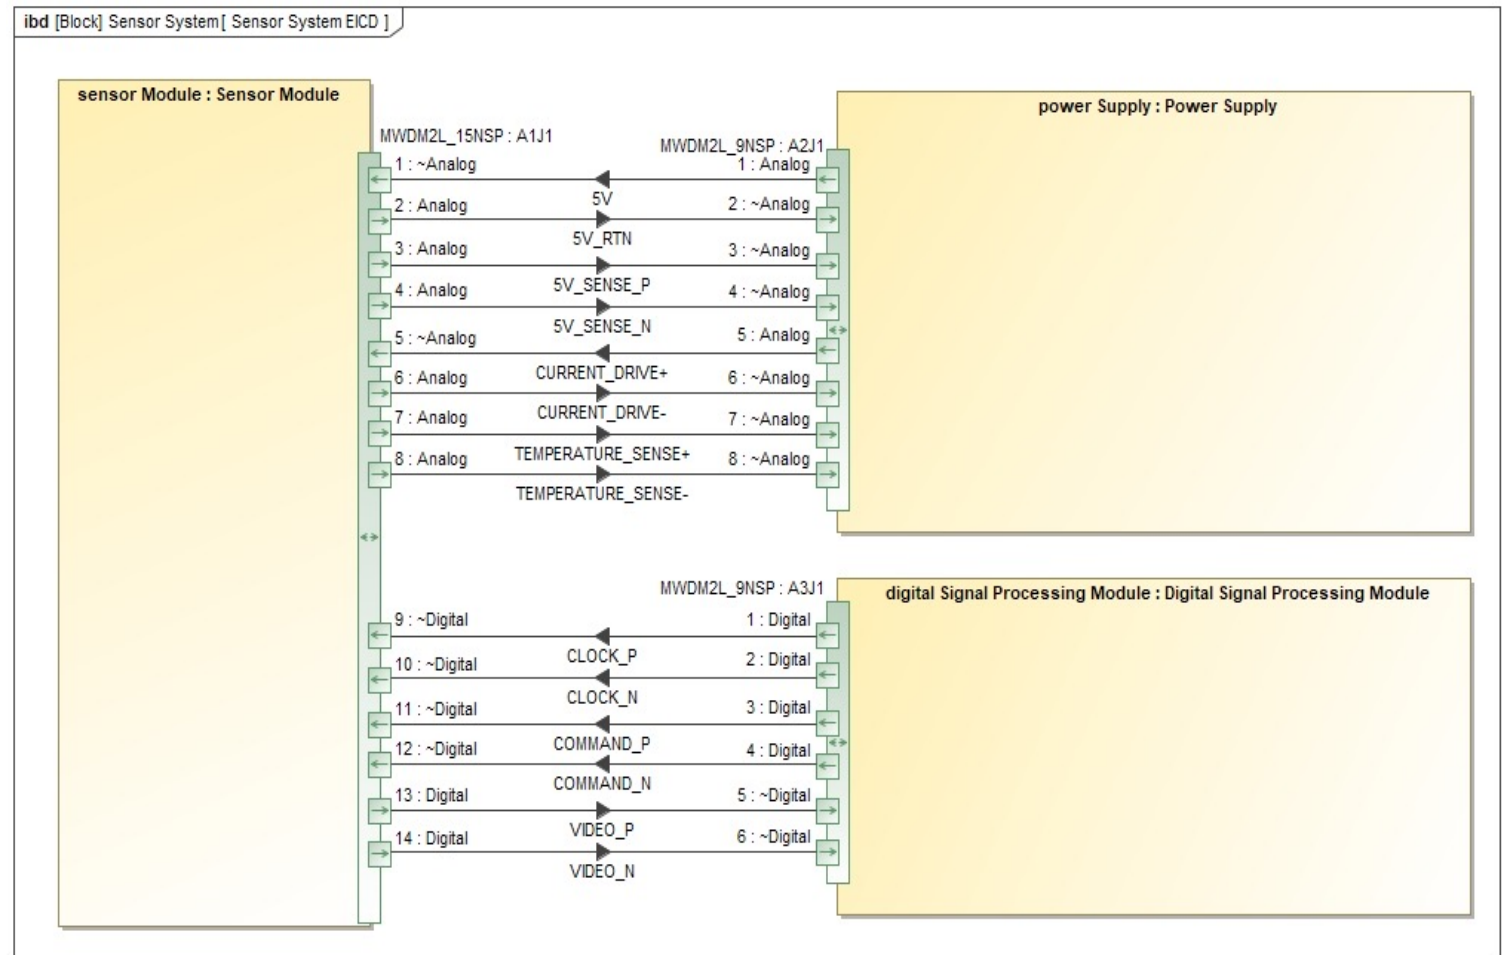 ibd [Block] Sensor System[ Sensor System EICD ]
sensor Module : Sensor Module
power Supply : Power Supply
MWDM2L_15NSP : A1J1
MWDM2L_9NSP : A2J1
1 : ~Analog
1 : Analog
5V
2 : Analog
2 : ~Analog
5V_RTN
3 : Analog
3 : ~Analog
5V_SENSE_P
4 : Analog
4 : ~Analog
5V_SENSE_N
5 : ~Analog
5 : Analog
CURRENT_DRIVE+
6 : Analog
6 : ~Analog
CURRENT_DRIVE-
7 : Analog
7 : ~Analog
TEMPERATURE_SENSE+
8 : Analog
8 : ~Analog
TEMPERATURE_SENSE-
MWDM2L_9NSP : A3J1
digital Signal Processing Module : Digital Signal Processing Module
9 : ~Digital
1 : Digital
CLOCK_P
10 : ~Digital
2 : Digital
CLOCK_N
11 : ~Digital
3 : Digital
COMMAND_P
12 : ~Digital
4 : Digital
COMMAND_N
13 : Digital
5 : ~Digital
VIDEO_P
14 : Digital
6 : ~Digital
VIDEO_N